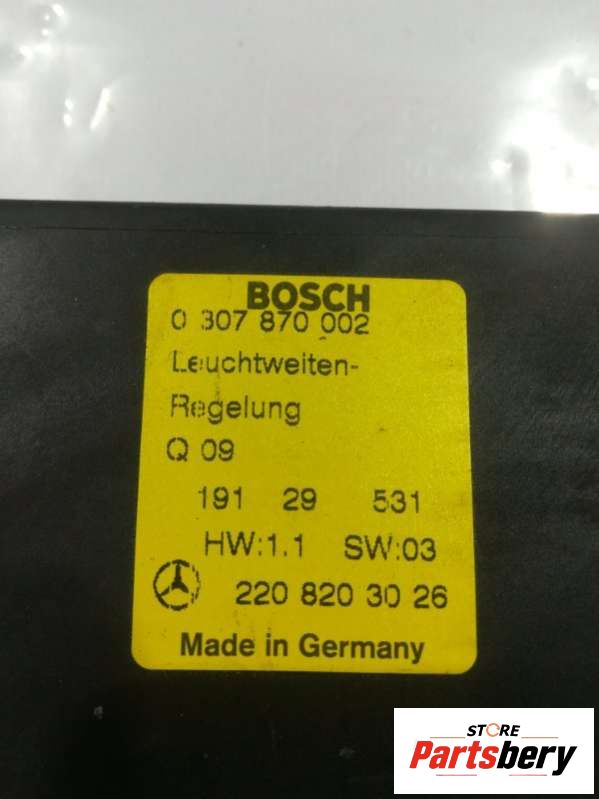 BOSCH
0 307 870 002
Leuchtweiten-
Regelung
Q 09
191 29 531
HW:1.1 SW:03
220 820 30 26
Made in Germany
STORE
Partsbery